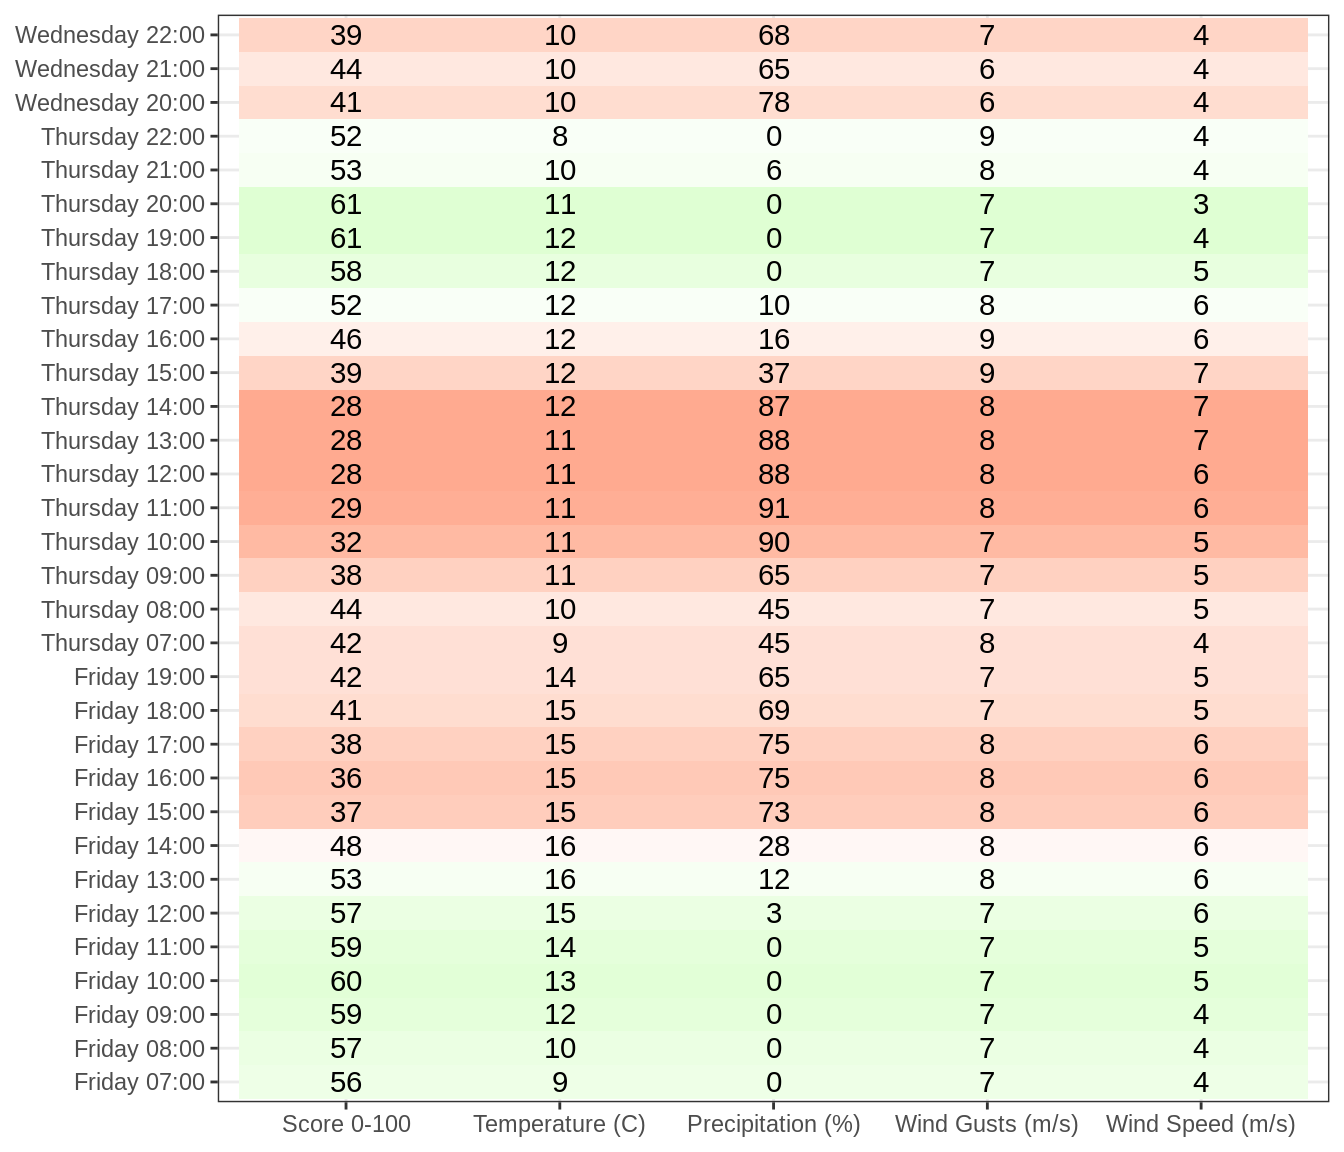 Wednesday 22:00 39 10 68 7 4
Wednesday 21:00 44 10 65 6 4
Wednesday 20:00 41 10 78 6 4
Thursday 22:00 52 8 0 9 4
Thursday 21:00 53 10 6 8 4
Thursday 20:00 61 11 0 7 3
Thursday 19:00 61 12 0 7 4
Thursday 18:00 58 12 0 7 5
Thursday 17:00 52 12 10 8 6
Thursday 16:00 46 12 16 9 6
Thursday 15:00 39 12 37 9 7
Thursday 14:00 28 12 87 8 7
Thursday 13:00 28 11 88 8 7
Thursday 12:00 28 11 88 8 6
Thursday 11:00 29 11 91 8 6
Thursday 10:00 32 11 90 7 5
Thursday 09:00 38 11 65 7 5
Thursday 08:00 44 10 45 7 5
Thursday 07:00 42 9 45 8 4
Friday 19:00 42 14 65 7 5
Friday 18:00 41 15 69 7 5
Friday 17:00 38 15 75 8 6
Friday 16:00 36 15 75 8 6
Friday 15:00 37 15 73 8 6
Friday 14:00 48 16 28 8 6
Friday 13:00 53 16 12 8 6
Friday 12:00 57 15 3 7 6
Friday 11:00 59 14 0 7 5
Friday 10:00 60 13 0 7 5
Friday 09:00 59 12 0 7 4
Friday 08:00 57 10 0 7 4
Friday 07:00 56 9 0 7 4
Score 0-100 Temperature (C) Precipitation (%) Wind Gusts (m/s) Wind Speed (m/s)